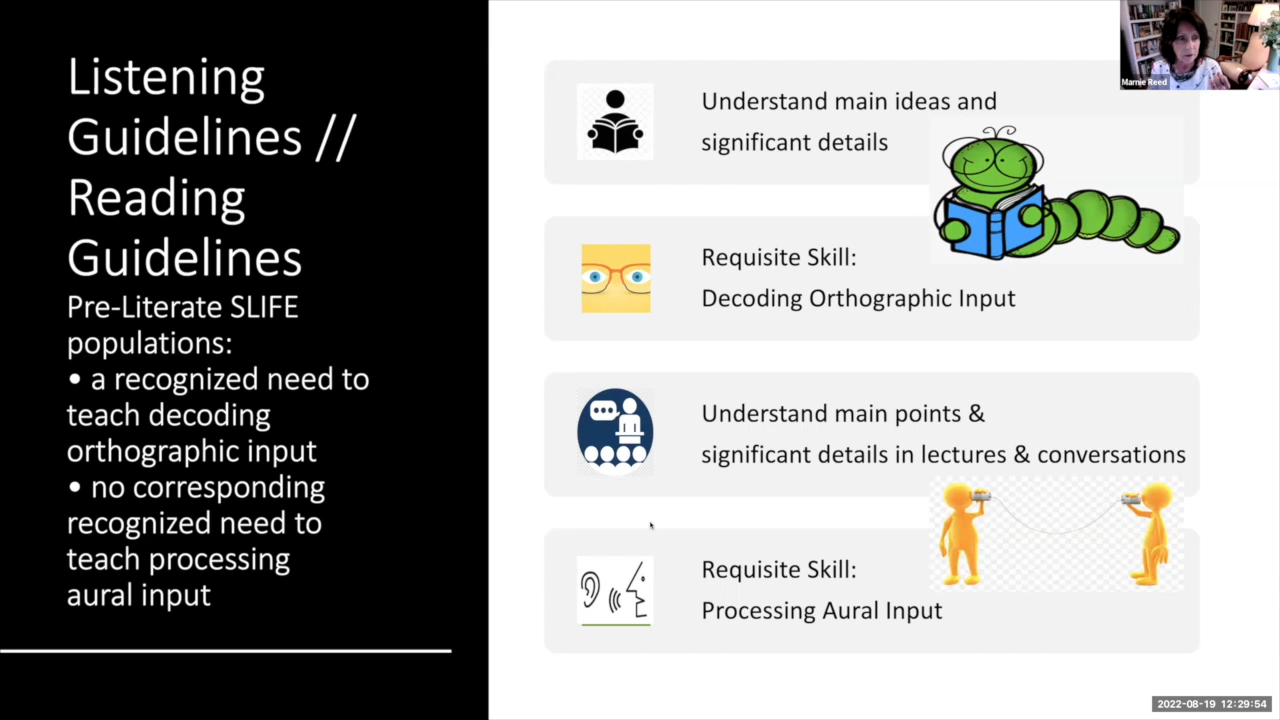 Listening
Guidelines //
Reading
Guidelines
Pre-Literate SLIFE
populations:
• a recognized need to
teach decoding
orthographic input
• no corresponding
recognized need to
teach processing
aural input
Understand main ideas and
significant details
Requisite Skill:
Decoding Orthographic Input
Understand main points &
significant details in lectures & conversations
Requisite Skill:
Processing Aural Input
Marnie Reed
2022-08-19 12:29:54